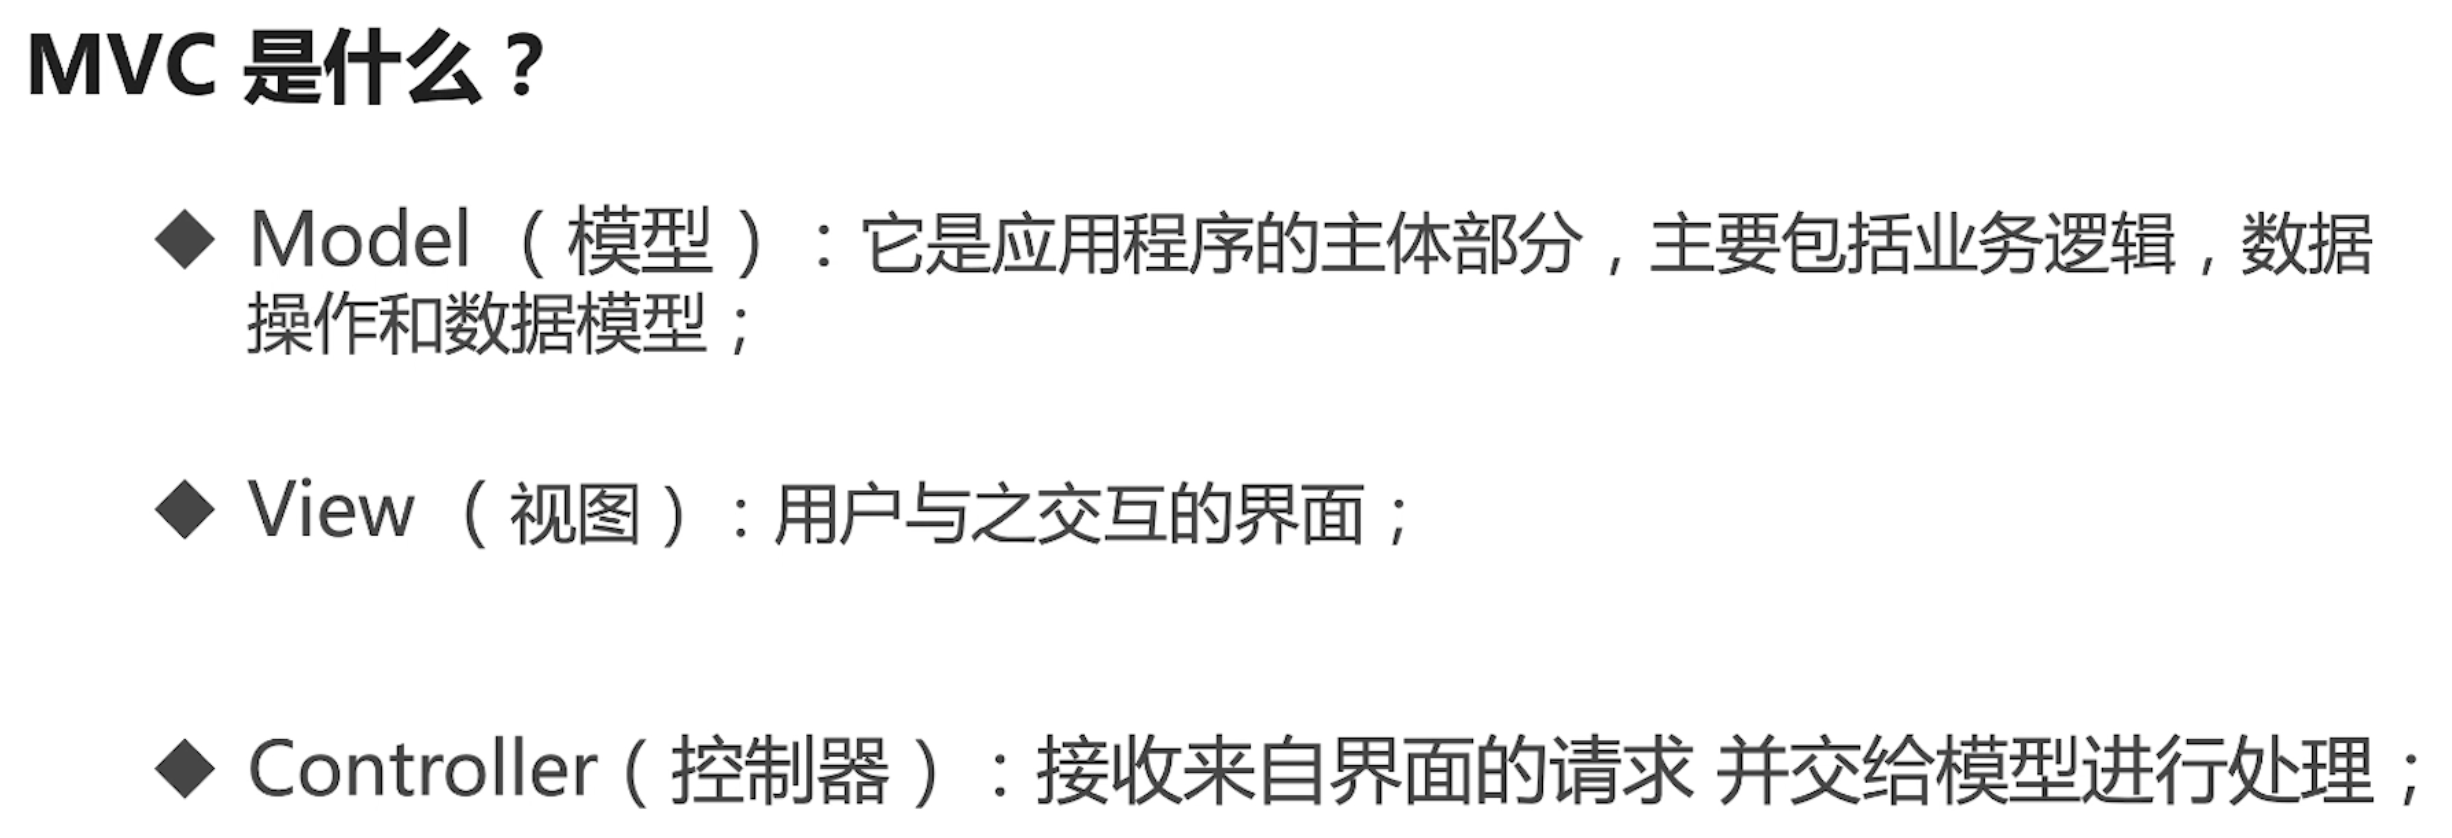 MVC 是什么？
◆ Model （模型）：它是应用程序的主体部分，主要包括业务逻辑，数据
操作和数据模型；
◆ View （视图）：用户与之交互的界面；
◆ Controller（控制器）：接收来自界面的请求 并交给模型进行处理；